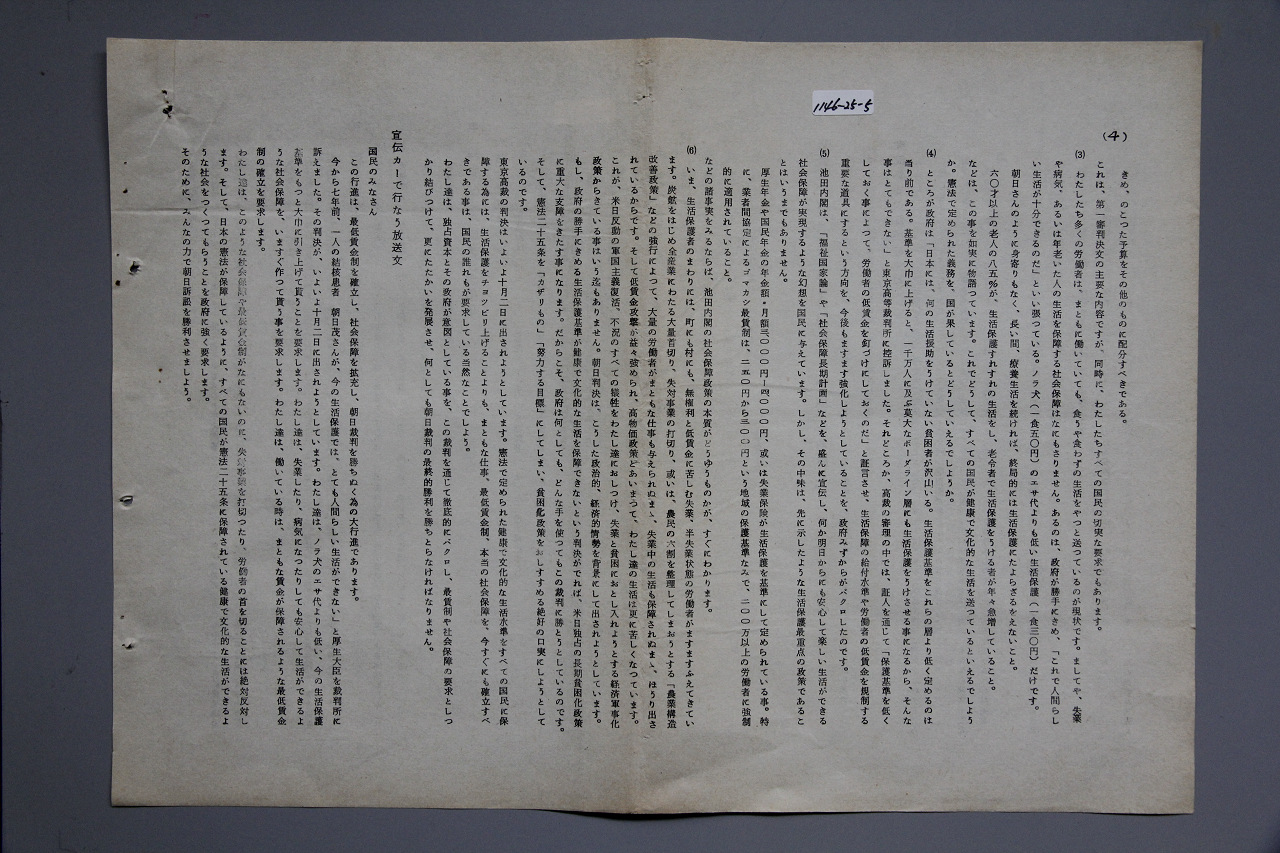 1146-25-5
(4)
きめ、のこつた予算をその他のものに配分すべきである。
これは、第一審判決文の主要な内容ですが、同時に、わたしたちすべての国民の切実な要求でもあります。
(3) わたしたち多くの労働者は、まともに働いていても、食うや食わずの生活をやつと送つているのが現状です。ましてや、失業
や病気、あるいは年老いた人の生活を保障する社会保障はなにもさりません。あるのは、政府が勝手にきめ、「これで人間らし
い生活が十分できるのだ」といい張つている。ノラ犬(一食五〇円)のエサ代よりも低い生活保護(一食三〇円)だけです。
朝日さんのように身寄りもなく、長い間、療養生活を続ければ、終局的には生活保護にたよらざるをえないこと。
六〇才以上の老人の八五%が、生活保護すれすれの生活をし、老令者で生活保護をうける者が年々急増していること。
などは、この事を如実に物語つています。これでどうして、すべての国民が健康で文化的な生活を送つているといえるでしよう
か。憲法で定められた義務を、国が果しているとどうしていえるでしようか。
(4) ところが政府は「日本には、何の生活援助をうけていない貧困者が沢山いる。生活保護基準をこれらの層より低く定めるのは
当り前である。基準を大巾に上げると、一千万人に及ぶ莫大なボーダライン層にも生活保護をうけさせる事になるから、そんな
事はとてもできない」と東京高等裁判所に控訴しました。それどころか、高裁の審理の中では、証人を通じて「保護基準を低く
しておく事によつて、労働者の低賃金を釘づけにしておくのだ」と証言させ、生活保障の給付水準や労働者の低賃金を規制する
重要な道具にするという方向を、今後もますます強化しようとしていることを、政府みずからがバクロしたのです。
(5) 池田内閣は、「福祉国家論」や「社会保障長期計画」などを、盛んに宣伝し、何か明日からにも安心して楽しい生活ができる
社会保障が実現するような幻想を国民に与えています。しかし、その中味は、先に示したような生活保護最重点の政策であるこ
とはいうまでもありません。
厚生年金や国民年金の年金額・月額三〇〇〇円―四〇〇〇円、或いは失業保険が生活保護を基準にして定められている事。特
に、業者間協定によるゴマカシ最賃制は、二五〇円から三〇〇円という地域の保護基準なみで、二〇〇万以上の労働者に強制
的に適用されていること。
などの諸事実をみるならば、池田内閣の社会保障政策の本質がどうゆうものかが、すぐにわかります。
(6) いま、生活保護者のまわりには、町にも村にも、無権利と低賃金に苦しむ失業、半失業状態の労働者がますますふえてきてい
ます。炭鉱をはじめ全産業にわたる大量首切り、失対事業の打切り、或いは、農民の六割を整理してしまおうとする「農業構造
改善政策」などの強行によつて、大量の労働者がまともな仕事も与えられぬまゝ、失業中の生活も保障されぬまゝ、ほうり出さ
れているからです。そして低賃金攻撃が益々強められ、高物価政策とあいまつて、わたし達の生活は更に苦しくなつています。
これが、米日反動の軍国主義復活、不況のすべての犠牲をわたし達におしつけ、失業と貧困におとし入れようとする経済軍事化
政策からきている事はいう迄もありません。朝日判決は、こうした政治的、経済的情勢を背景にして出されようとしています。
もし、政府の勝手にきめる生活保護基準が健康で文化的な生活を保障できないという判決がでれば、米日独占の長期貧困化政策
に重大な支障をきたす事になります。だからこそ、政府は何としても、どんな手を使つてもこの裁判に勝とうとしているのです。
そして、憲法二十五条を「カザリもの」「努力する目標」にしてしまい、貧困化政策をおしすすめる絶好の口実にしようとして
いるのです。
東京高裁の判決はいよいよ十月二日に出されようとしています。憲法で定められた健康で文化的な生活水準をすべての国民に保
障する為には、生活保護をチヨツピリ上げることよりも、まともな仕事、最低賃金制、本当の社会保障を、今すぐにも確立すべ
きである事は、国民の誰れもが要求している当然なことでしよう。
わたし達は、独占資本とその政府が意図としている事を、この裁判を通じて徹底的にバクロし、最賃制や社会保障の要求としつ
かり結びつけて、更にたたかいを発展させ、何としても朝日裁判の最終的勝利を勝ちとらなければなりません。
宣伝カーで行なう放送文
国民のみなさん
この行進は、最低賃金制を確立し、社会保障を拡充し、朝日裁判を勝ちぬく為の大行進であります。
今から七年前、一人の結核患者 朝日茂さんが、今の生活保護では、とても人間らしい生活ができない」と厚生大臣を裁判所に
訴えました。その判決が、いよいよ十月二日に出されようとしています。わたし達は、ノラ犬のエサ代よりも低い、今の生活保護
基準をもつと大巾に引き上げて貰うことを要求します。わたし達は、失業したり、病気になつたりしても安心して生活ができるよ
うな社会保障を、いますぐ作つて貰う事を要求します。わたし達は、働いている時は、まともな賃金が保障されるような最低賃金
制の確立を要求します。
わたし達は、このような社会保障や最低賃金制がなにもないのに、失対事業を打切つたり、労働者の首を切ることには絶対反対し
ます。そして、日本の憲法が保障しているように、すべての国民が憲法二十五条に保障されている健康で文化的な生活ができるよ
うな社会をつくつてもらうことを政府に強く要求します。
そのために、みんなの力で朝日訴訟を勝利させましよう。